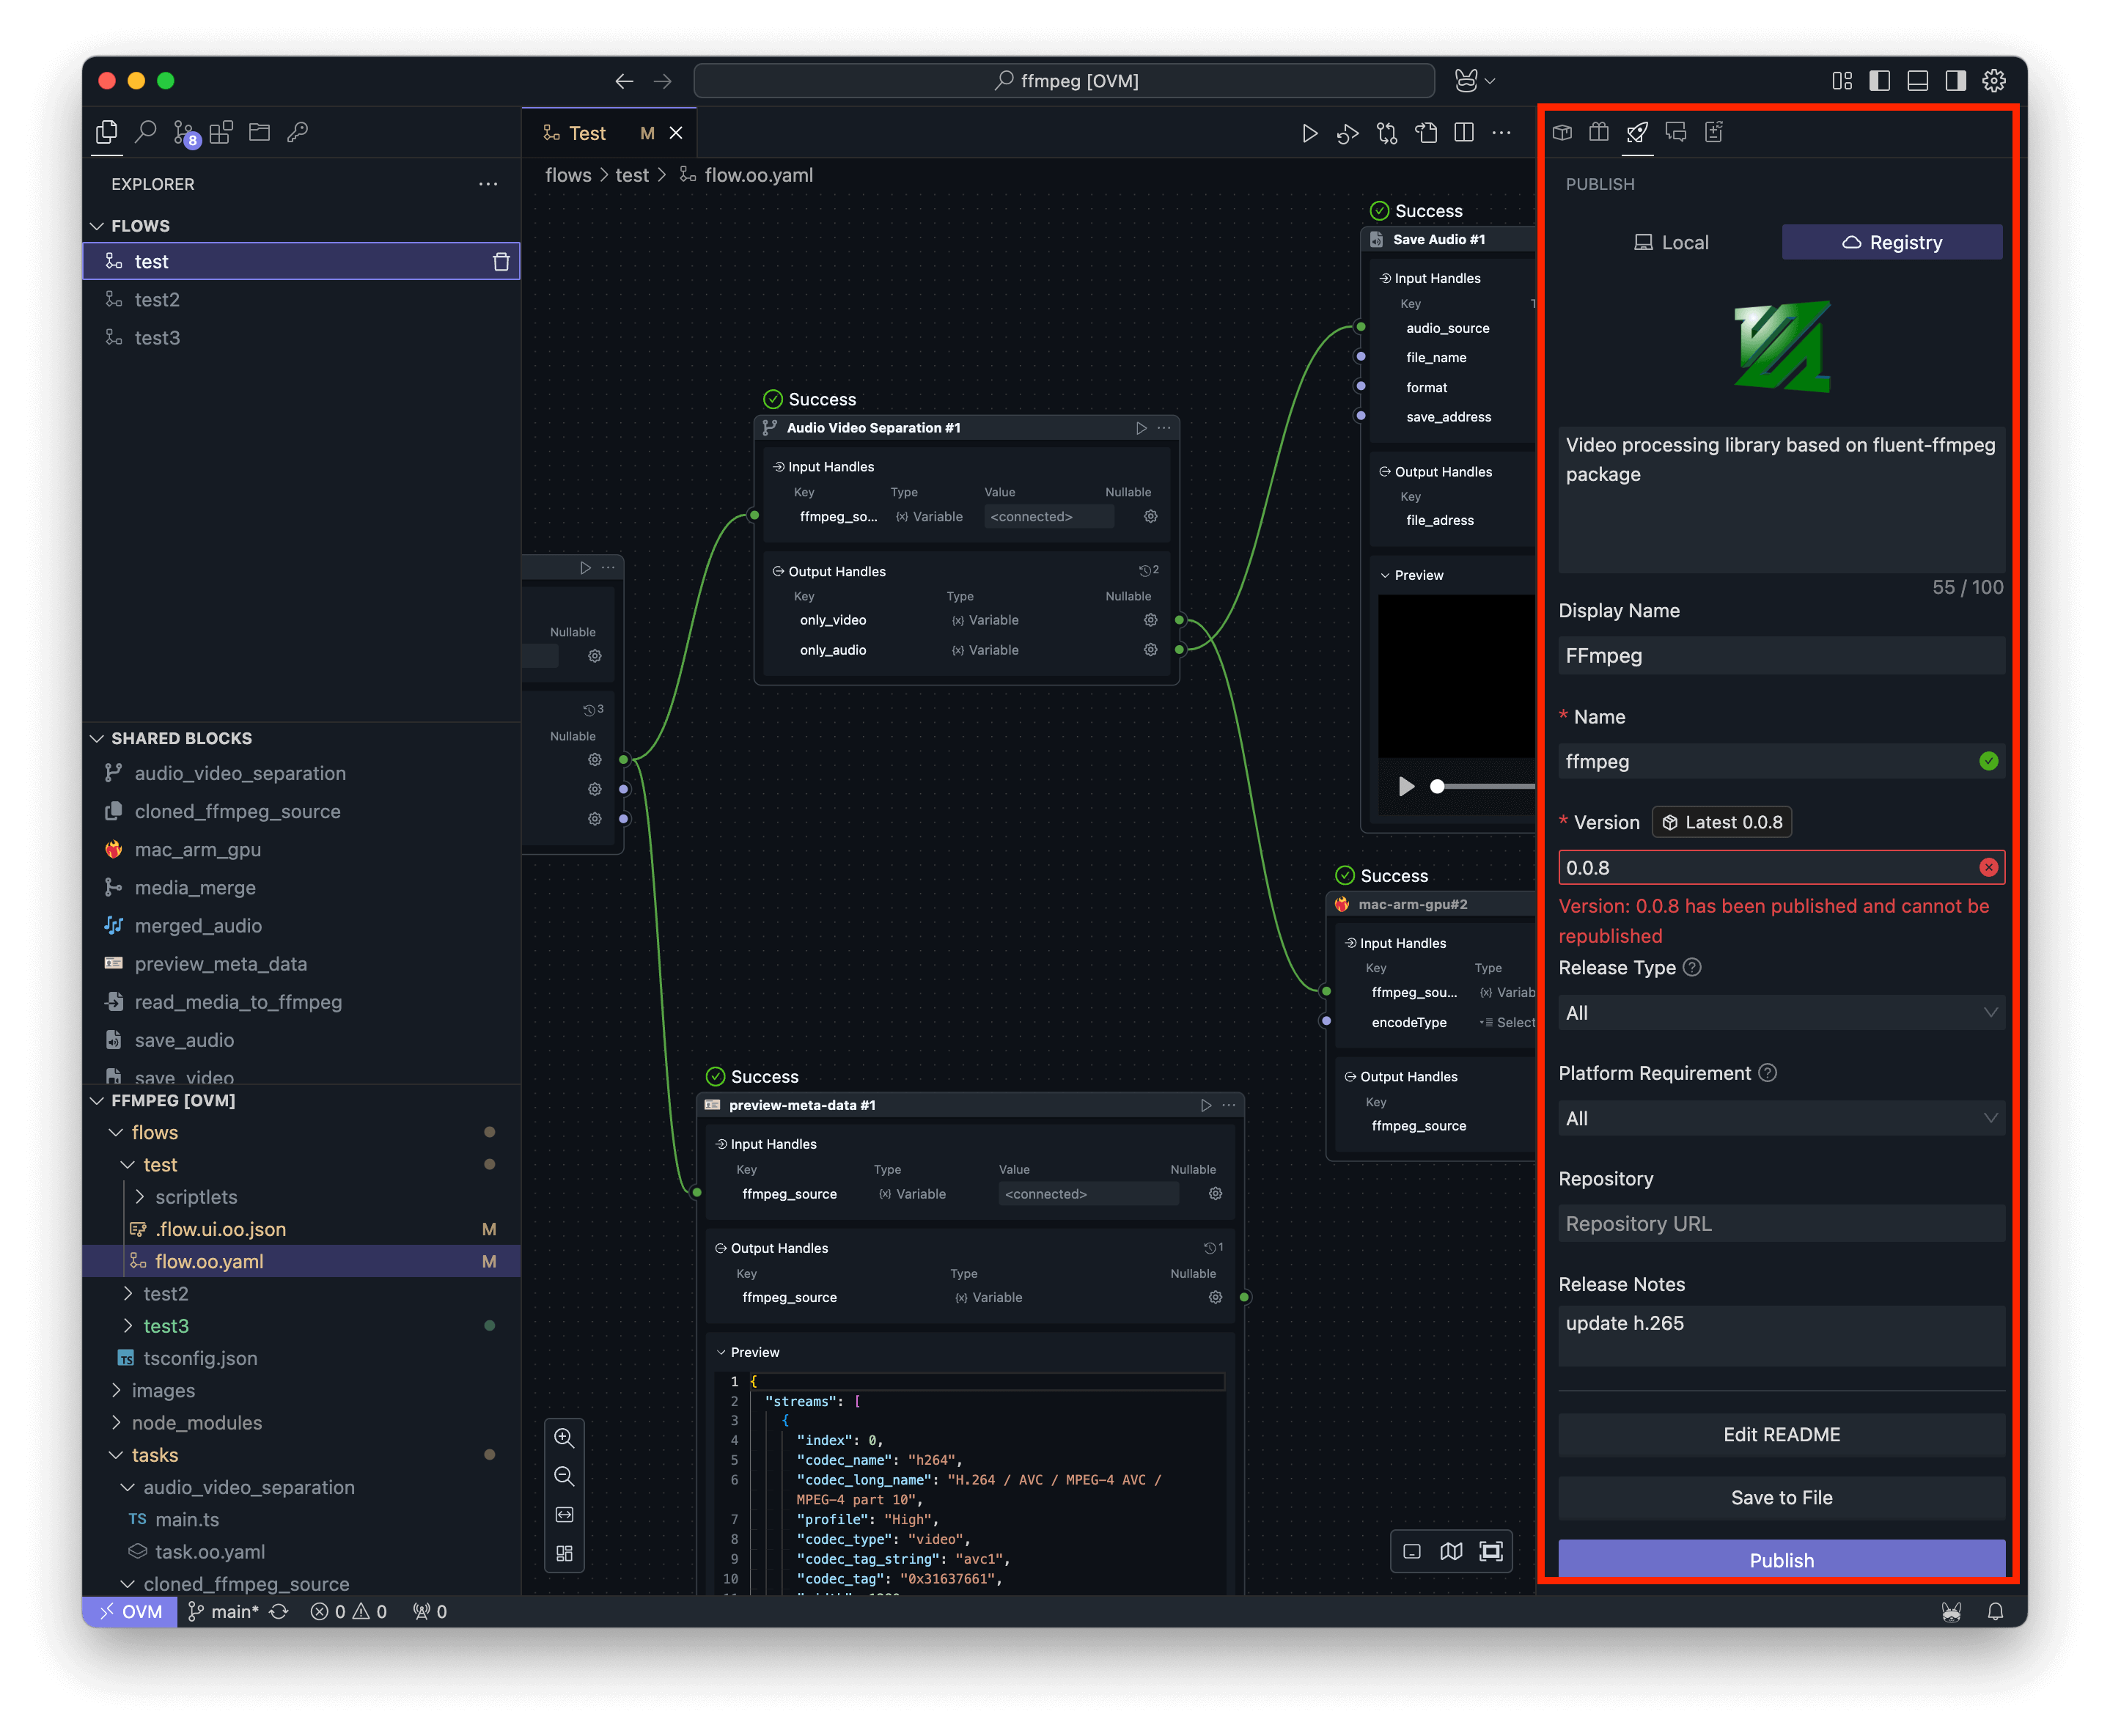 ffmpeg [OVM]
8
EXPLORER
FLOWS
test
test2
test3
SHARED BLOCKS
audio_video_separation
cloned_ffmpeg_source
mac_arm_gpu
media_merge
merged_audio
preview_meta_data
read_media_to_ffmpeg
save_audio
save_video
FFMPEG [OVM]
flows
test
scriptlets
.flow.ui.oo.json M
flow.oo.yaml M
test2
test3
TS tsconfig.json
images
node_modules
tasks
audio_video_separation
TS main.ts
task.oo.yaml
cloned_ffmpeg_source
Test M
flows > test > flow.oo.yaml
Nullable
3
Nullable
Success
Audio Video Separation #1
Input Handles
Key Type Value Nullable
ffmpeg_so... {x} Variable <connected>
Output Handles 2
Key Type Nullable
only_video {x} Variable
only_audio {x} Variable
Success
Save Audio #1
Input Handles
Key
audio_source
file_name
format
save_address
Output Handles
Key
file_adress
Preview
Success
mac-arm-gpu#2
Input Handles
Key Type
ffmpeg_sou... {x} Variab
encodeType Select
Output Handles
Key
ffmpeg_source
Success
preview-meta-data #1
Input Handles
Key Type Value Nullable
ffmpeg_source {x} Variable <connected>
Output Handles 1
Key Type Nullable
ffmpeg_source {x} Variable
Preview
1 {
2 "streams": [
3 {
4 "index": 0,
5 "codec_name": "h264",
6 "codec_long_name": "H.264 / AVC / MPEG-4 AVC /
MPEG-4 part 10",
7 "profile": "High",
8 "codec_type": "video",
9 "codec_tag_string": "avc1",
10 "codec_tag": "0x31637661",
PUBLISH
Local Registry
Video processing library based on fluent-ffmpeg
package
55 / 100
Display Name
FFmpeg
* Name
ffmpeg
* Version Latest 0.0.8
0.0.8
Version: 0.0.8 has been published and cannot be
republished
Release Type ?
All
Platform Requirement ?
All
Repository
Repository URL
Release Notes
update h.265
Edit README
Save to File
Publish
OVM main* 0 0 0